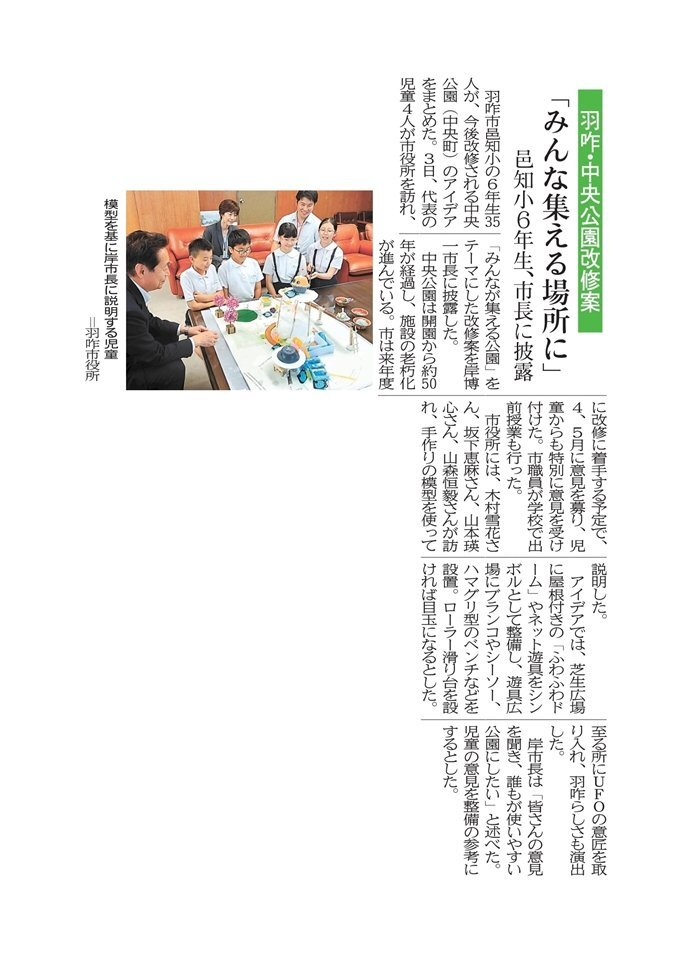 羽咋・中央公園改修案
「みんな集える場所に」
邑知小６年生、市長に披露
羽咋市邑知小の６年生35
人が、今後改修される中央
公園（中央町）のアイデア
をまとめた。３日、代表の
児童４人が市役所を訪れ、
「みんなが集える公園」を
テーマにした改修案を岸博
一市長に披露した。
中央公園は開園から約50
年が経過し、施設の老朽化
が進んでいる。市は来年度
に改修に着手する予定で、
４、５月に意見を募り、児
童からも特別に意見を受け
付けた。市職員が学校で出
前授業も行った。
市役所には、木村雪花さ
ん、坂下恵麻さん、山本瑛
心さん、山森恒毅さんが訪
れ、手作りの模型を使って
説明した。
アイデアでは、芝生広場
に屋根付きの「ふわふわド
ーム」やネット遊具をシン
ボルとして整備し、遊具広
場にブランコやシーソー、
ハマグリ型のベンチなどを
設置。ローラー滑り台を設
ければ目玉になるとした。
至る所にＵＦＯの意匠を取
り入れ、羽咋らしさも演出
した。
岸市長は「皆さんの意見
を聞き、誰もが使いやすい
公園にしたい」と述べた。
児童の意見を整備の参考に
するとした。
模型を基に岸市長に説明する児童
＝羽咋市役所